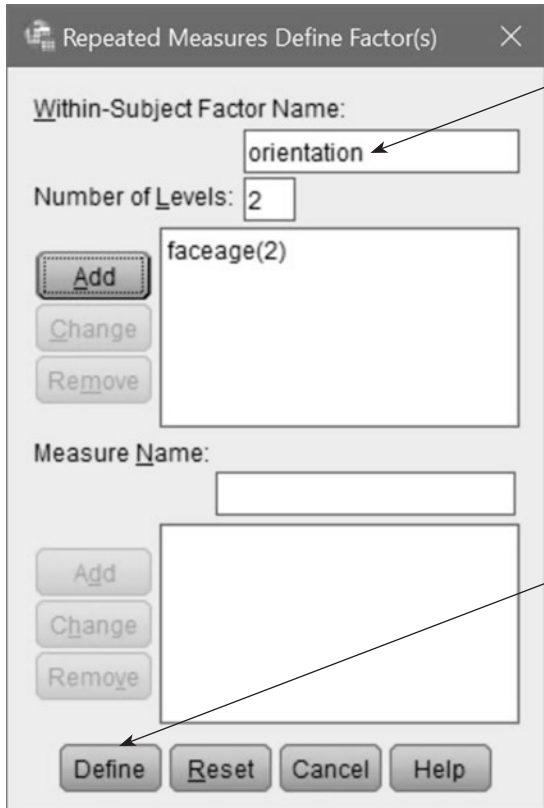 Repeated Measures Define Factor(s)
Within-Subject Factor Name:
orientation
Number of Levels: 2
faceage(2)
Add
Change
Remove
Measure Name:
Add
Change
Remove
Define Reset Cancel Help